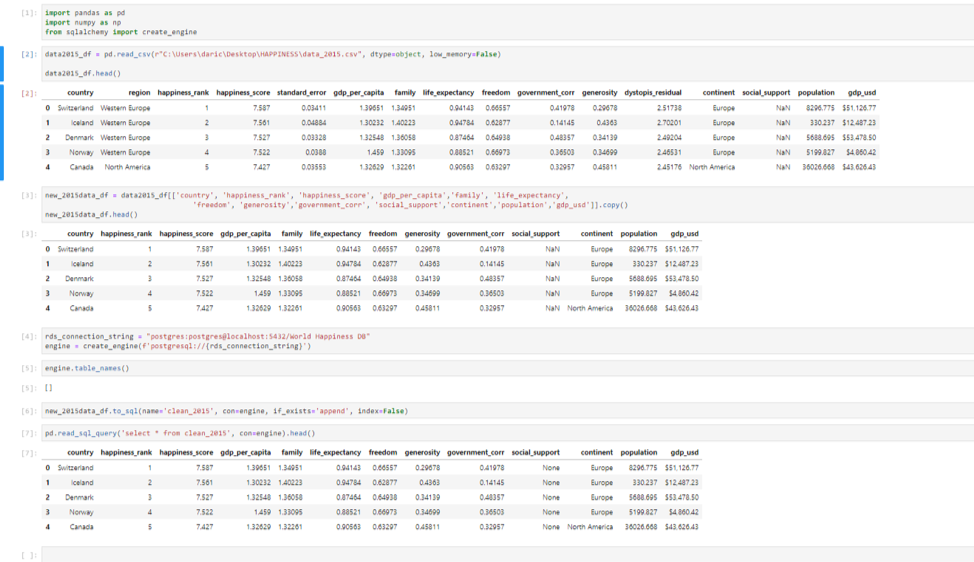 [1]: import pandas as pd
import numpy as np
from sqlalchemy import create_engine
[2]: data2015_df = pd.read_csv(r"C:\Users\daric\Desktop\HAPPINESS\data_2015.csv", dtype=object, low_memory=False)
data2015_df.head()
[2]: country region happiness_rank happiness_score standard_error gdp_per_capita family life_expectancy freedom government_corr generosity dystopis_residual continent social_support population gdp_usd
0 Switzerland Western Europe 1 7.587 0.03411 1.39651 1.34951 0.94143 0.66557 0.41978 0.29678 2.51738 Europe NaN 8296.775 $51,126.77
1 Iceland Western Europe 2 7.561 0.04884 1.30232 1.40223 0.94784 0.62877 0.14145 0.4363 2.70201 Europe NaN 330.237 $12,487.23
2 Denmark Western Europe 3 7.527 0.03328 1.32548 1.36058 0.87464 0.64938 0.48357 0.34139 2.49204 Europe NaN 5688.695 $53,478.50
3 Norway Western Europe 4 7.522 0.0388 1.459 1.33095 0.88521 0.66973 0.36503 0.34699 2.46531 Europe NaN 5199.827 $4,860.42
4 Canada North America 5 7.427 0.03553 1.32629 1.32261 0.90563 0.63297 0.32957 0.45811 2.45176 North America NaN 36026.668 $43,626.43
[3]: new_2015data_df = data2015_df[['country', 'happiness_rank', 'happiness_score', 'gdp_per_capita','family', 'life_expectancy',
'freedom', 'generosity','government_corr', 'social_support','continent','population','gdp_usd']].copy()
new_2015data_df.head()
[3]: country happiness_rank happiness_score gdp_per_capita family life_expectancy freedom generosity government_corr social_support continent population gdp_usd
0 Switzerland 1 7.587 1.39651 1.34951 0.94143 0.66557 0.29678 0.41978 NaN Europe 8296.775 $51,126.77
1 Iceland 2 7.561 1.30232 1.40223 0.94784 0.62877 0.4363 0.14145 NaN Europe 330.237 $12,487.23
2 Denmark 3 7.527 1.32548 1.36058 0.87464 0.64938 0.34139 0.48357 NaN Europe 5688.695 $53,478.50
3 Norway 4 7.522 1.459 1.33095 0.88521 0.66973 0.34699 0.36503 NaN Europe 5199.827 $4,860.42
4 Canada 5 7.427 1.32629 1.32261 0.90563 0.63297 0.45811 0.32957 NaN North America 36026.668 $43,626.43
[4]: rds_connection_string = "postgres:postgres@localhost:5432/World Happiness DB"
engine = create_engine(f'postgresql://{rds_connection_string}')
[5]: engine.table_names()
[5]: []
[6]: new_2015data_df.to_sql(name='clean_2015', con=engine, if_exists='append', index=False)
[7]: pd.read_sql_query('select * from clean_2015', con=engine).head()
[7]: country happiness_rank happiness_score gdp_per_capita family life_expectancy freedom generosity government_corr social_support continent population gdp_usd
0 Switzerland 1 7.587 1.39651 1.34951 0.94143 0.66557 0.29678 0.41978 None Europe 8296.775 $51,126.77
1 Iceland 2 7.561 1.30232 1.40223 0.94784 0.62877 0.4363 0.14145 None Europe 330.237 $12,487.23
2 Denmark 3 7.527 1.32548 1.36058 0.87464 0.64938 0.34139 0.48357 None Europe 5688.695 $53,478.50
3 Norway 4 7.522 1.459 1.33095 0.88521 0.66973 0.34699 0.36503 None Europe 5199.827 $4,860.42
4 Canada 5 7.427 1.32629 1.32261 0.90563 0.63297 0.45811 0.32957 None North America 36026.668 $43,626.43
[ ]: